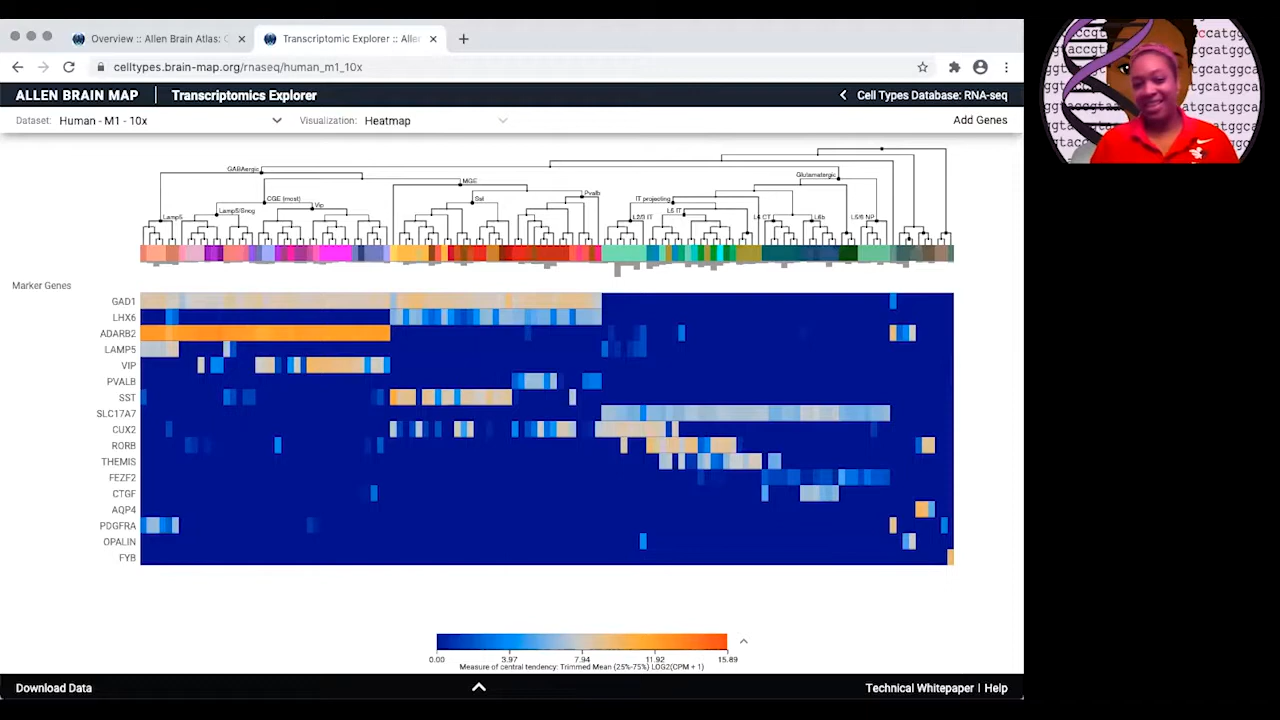 Overview :: Allen Brain Atlas: C
Transcriptomic Explorer :: Aller
celltypes.brain-map.org/rnaseq/human_m1_10x
ALLEN BRAIN MAP
Transcriptomics Explorer
Cell Types Database: RNA-seq
Dataset: Human - M1 - 10x
Visualization: Heatmap
Add Genes
GABAergic
Glutamatergic
MGE
Pvalb
CGE (most)
Sst
IT projecting
Lamp5/Sncg
Vip
L5 IT
Lamp5
L2/3 IT
L6 CT
L6b
L5/6 NP
Marker Genes
GAD1
LHX6
ADARB2
LAMP5
VIP
PVALB
SST
SLC17A7
CUX2
RORB
THEMIS
FEZF2
CTGF
AQP4
PDGFRA
OPALIN
FYB
0.00 3.97 7.94 11.92 15.89
Measure of central tendency: Trimmed Mean (25%-75%) LOG2(CPM + 1)
Download Data
Technical Whitepaper | Help